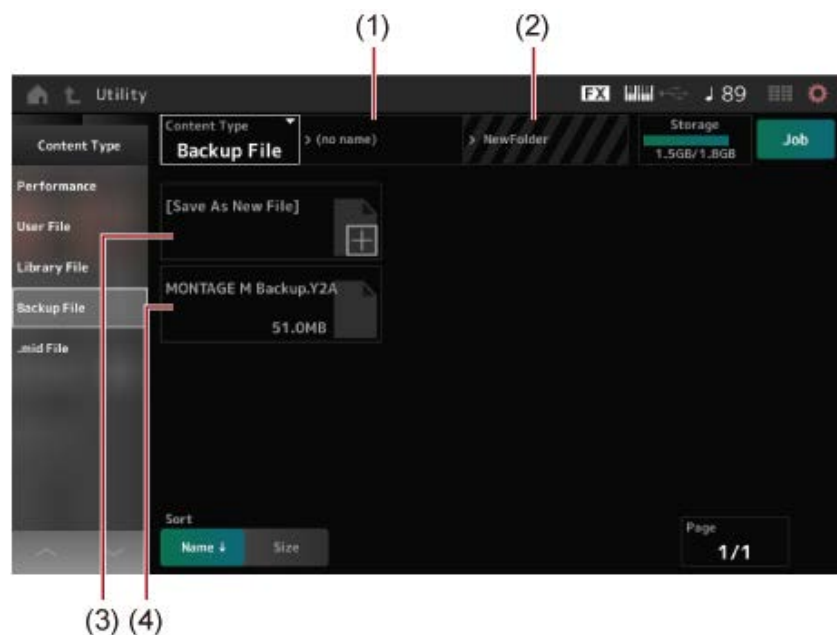 (1)
(2)
Utility
FX
♩ 89
Content Type
Content Type
Backup File
> (no name)
> NewFolder
Storage
1.5GB/1.8GB
Job
Performance
User File
Library File
Backup File
.mid File
[Save As New File]
MONTAGE M Backup.Y2A
51.0MB
Sort
Name ↓
Size
Page
1/1
(3)
(4)